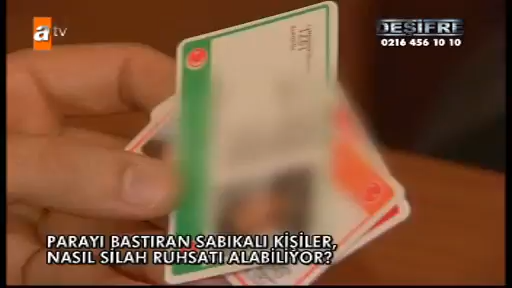 atv
DEŞİFRE
0216 456 10 10
PARAYI BASTIRAN SABIKALI KİŞİLER,
NASIL SİLAH RUHSATI ALABİLİYOR?